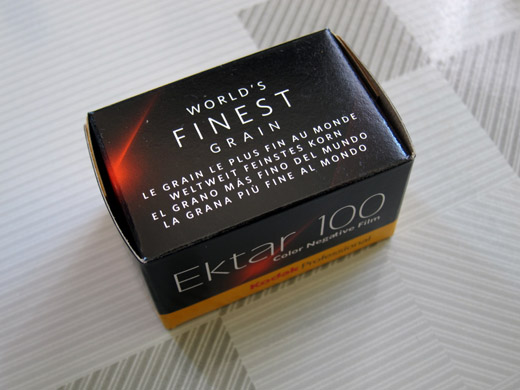 WORLD'S
FINEST
GRAIN
LE GRAIN LE PLUS FIN AU MONDE
WELTWEIT FEINSTES KORN
EL GRANO MÁS FINO DEL MUNDO
LA GRANA PIÙ FINE AL MONDO
Ektar 100
Color Negative Film
Kodak Professional